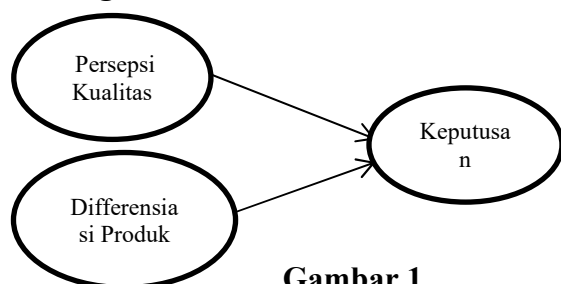 Persepsi
Kualitas
Keputusa
n
Differensia
si Produk
Gambar 1